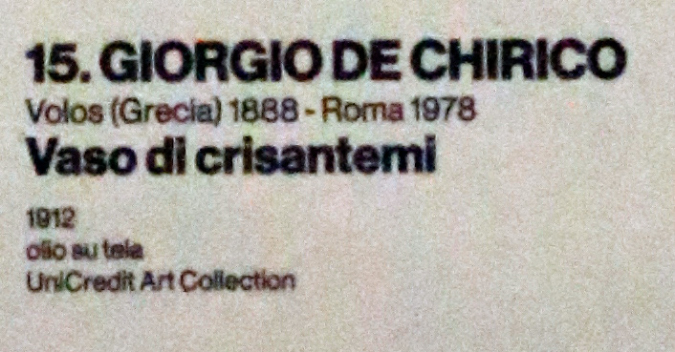 15. GIORGIO DE CHIRICO
Volos (Grecia) 1888 - Roma 1978
Vaso di crisantemi
1912
olio su tela
UniCredit Art Collection